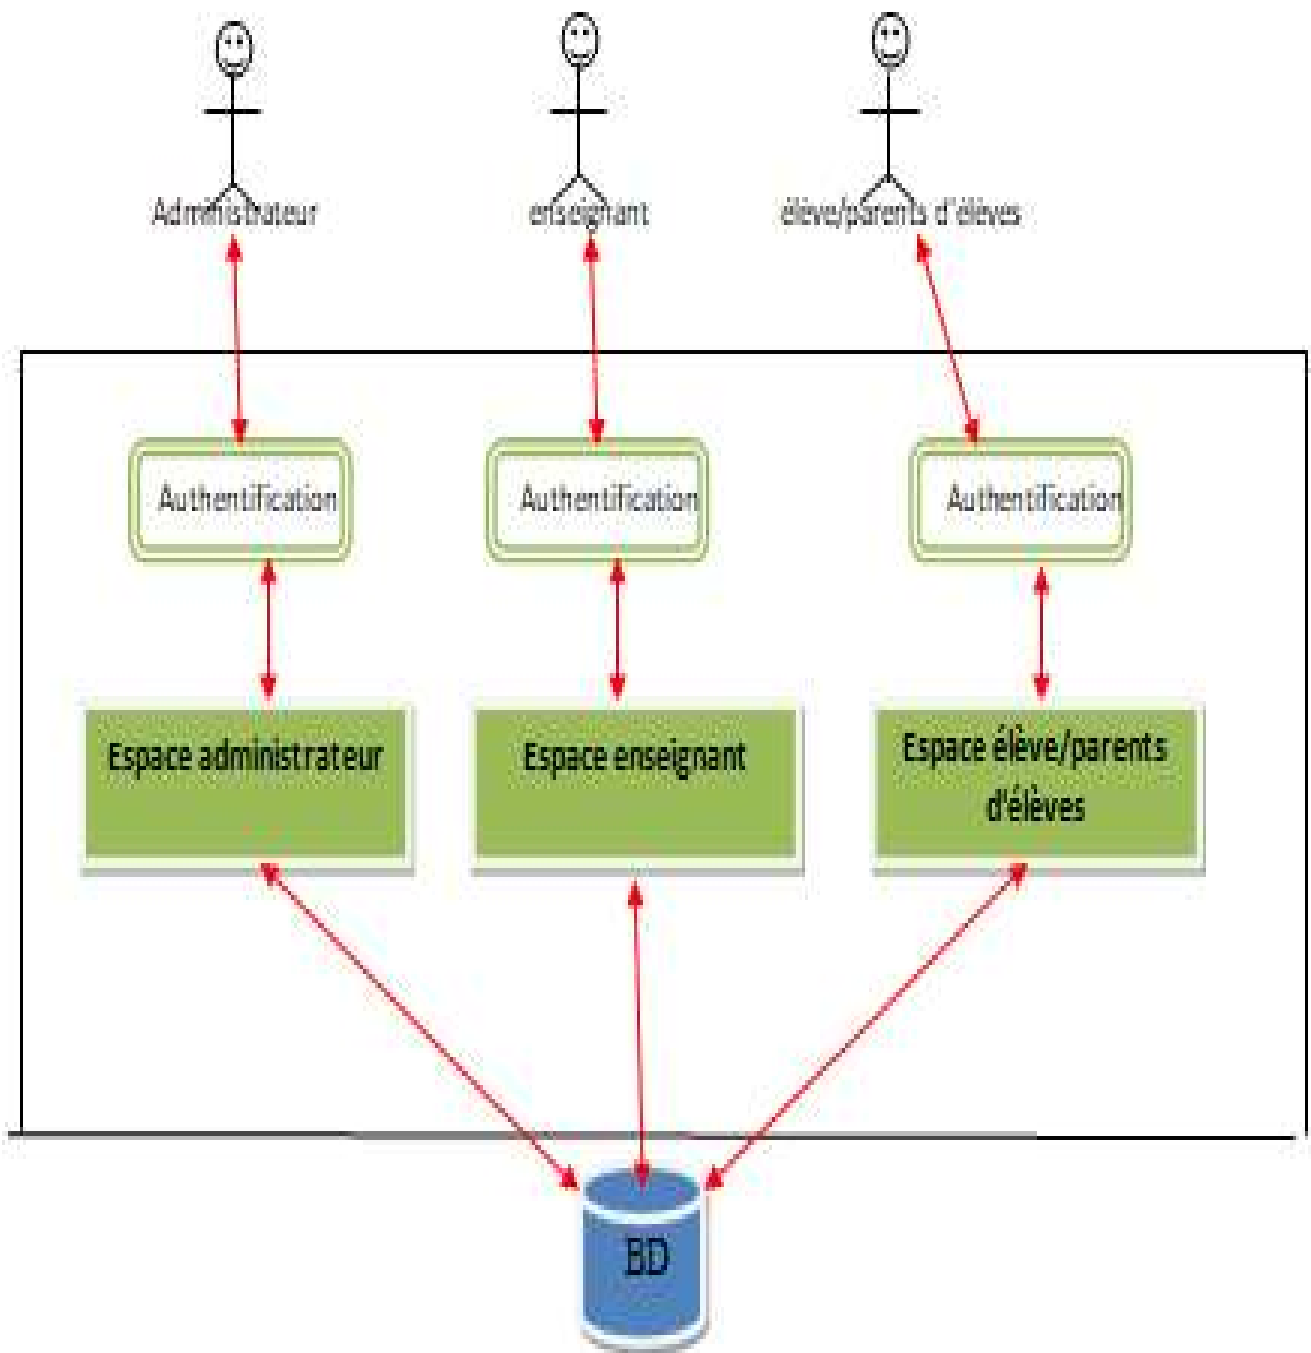 Administrateur
enseignant
élève/parents d'élèves
Authentification
Authentification
Authentification
Espace administrateur
Espace enseignant
Espace élève/parents
d'élèves
BD